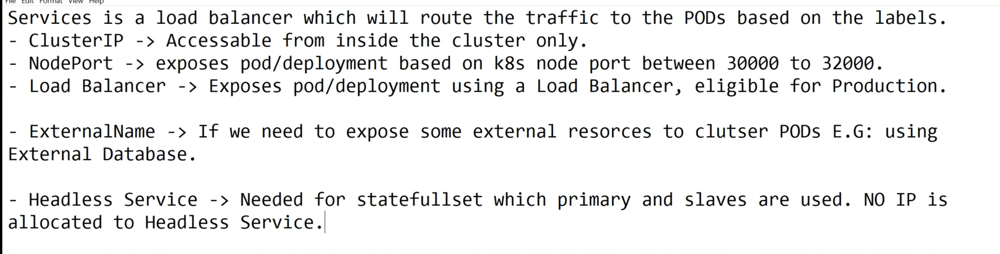 File Edit Format View Help
Services is a load balancer which will route the traffic to the PODs based on the labels.
- ClusterIP -> Accessable from inside the cluster only.
- NodePort -> exposes pod/deployment based on k8s node port between 30000 to 32000.
- Load Balancer -> Exposes pod/deployment using a Load Balancer, eligible for Production.
- ExternalName -> If we need to expose some external resorces to clutser PODs E.G: using
External Database.
- Headless Service -> Needed for statefullset which primary and slaves are used. NO IP is
allocated to Headless Service.